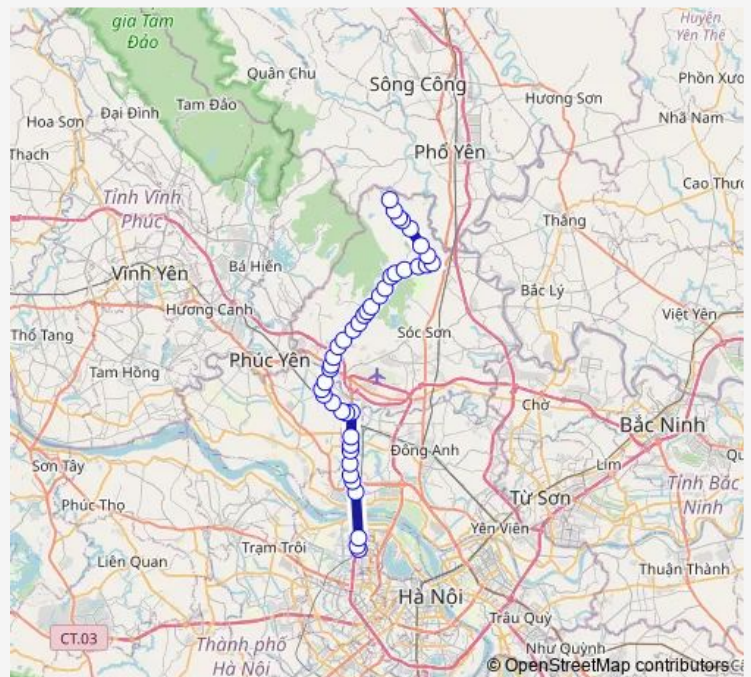 gia Tam
Đảo
Huyện
Yên Thế
Quân Chu
Sông Công
Phồn Xươ
Đại Đình
Tam Đảo
Hương Sơn
Hoa Sơn
Nhã Nam
Thạch
Phổ Yên
Cao Thượ
Tỉnh Vĩnh
Phúc
Thắng
Bá Hiến
Vĩnh Yên
Bắc Lý
Hương Canh
Việt Yên
Thổ Tang
Sóc Sơn
Phúc Yên
Tam Hồng
Chờ
Bắc Ninh
Đông Anh
Sơn Tây
Lim
Qu
Tỉnh Bắc
Ninh
Từ Sơn
Phúc Thọ
Yên Viên
Trạm Trôi
Liên Quan
Thuận Thành
Hà Nội
Trâu Quỳ
CT.03
Thành phố
Hà Nội
Như Quỳnh
© OpenStreetMap contributors